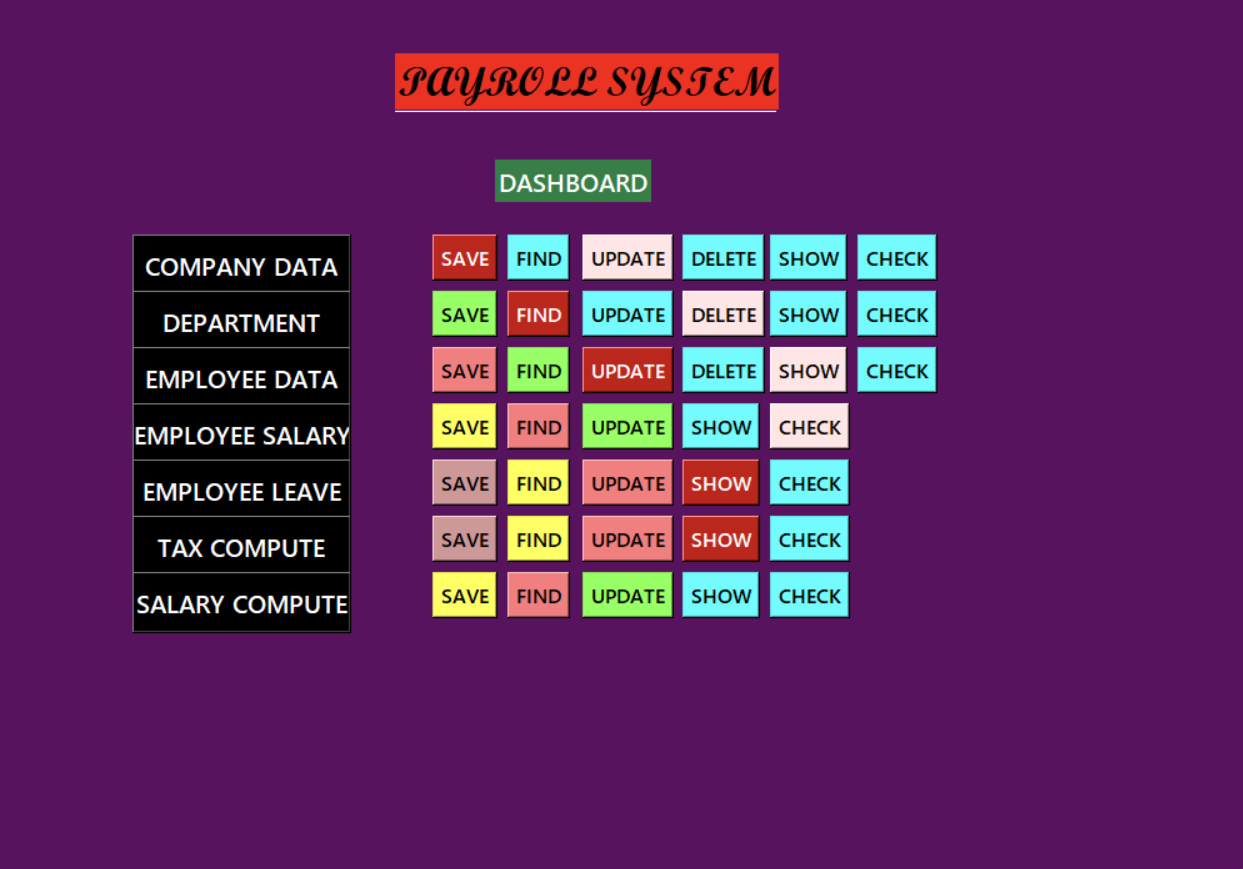 PAYROLL SYSTEM
DASHBOARD
COMPANY DATA SAVE FIND UPDATE DELETE SHOW CHECK
DEPARTMENT SAVE FIND UPDATE DELETE SHOW CHECK
EMPLOYEE DATA SAVE FIND UPDATE DELETE SHOW CHECK
EMPLOYEE SALARY SAVE FIND UPDATE SHOW CHECK
EMPLOYEE LEAVE SAVE FIND UPDATE SHOW CHECK
TAX COMPUTE SAVE FIND UPDATE SHOW CHECK
SALARY COMPUTE SAVE FIND UPDATE SHOW CHECK